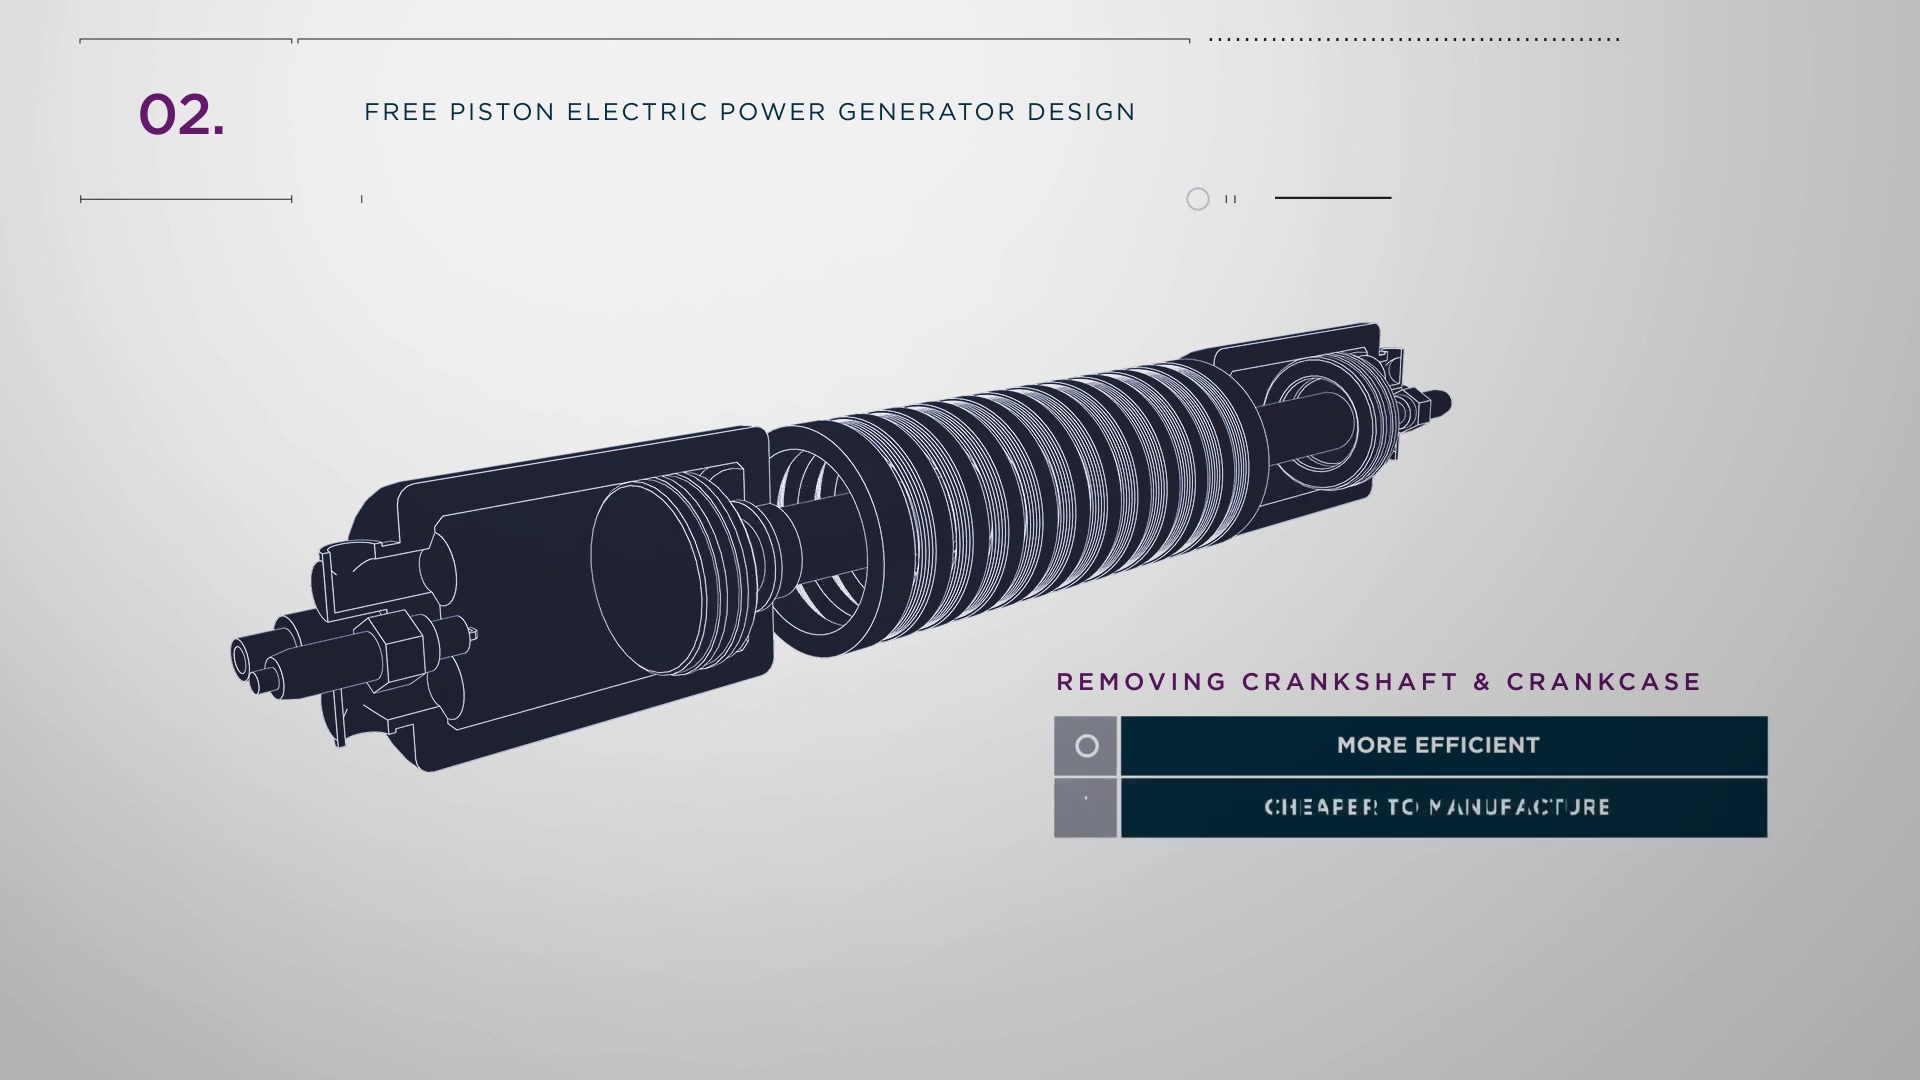 02.
FREE PISTON ELECTRIC POWER GENERATOR DESIGN
REMOVING CRANKSHAFT & CRANKCASE
MORE EFFICIENT
CHEAPER TO MANUFACTURE